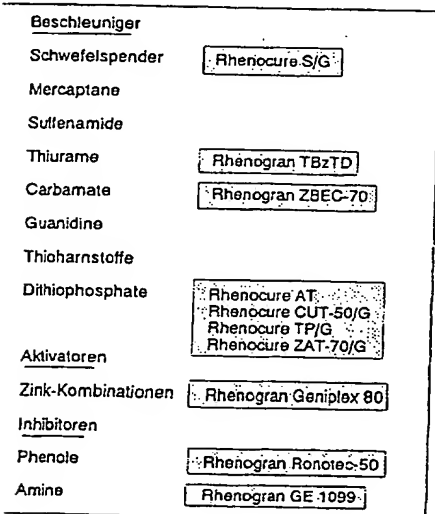 Beschleuniger
Schwefelspender Rhenocure S/G
Mercaptane
Sulfenamide
Thiurame Rhenogran TBzTD
Carbamate Rhenogran ZBEC-70
Guanidine
Thioharnstoffe
Dithiophosphate Rhenocure AT
Rhenocure CUT-50/G
Rhenocure TP/G
Rhenocure ZAT-70/G
Aktivatoren
Zink-Kombinationen Rhenogran Geniplex 80
Inhibitoren
Phenole Rhenogran Ronotec-50
Amine Rhenogran GE 1099